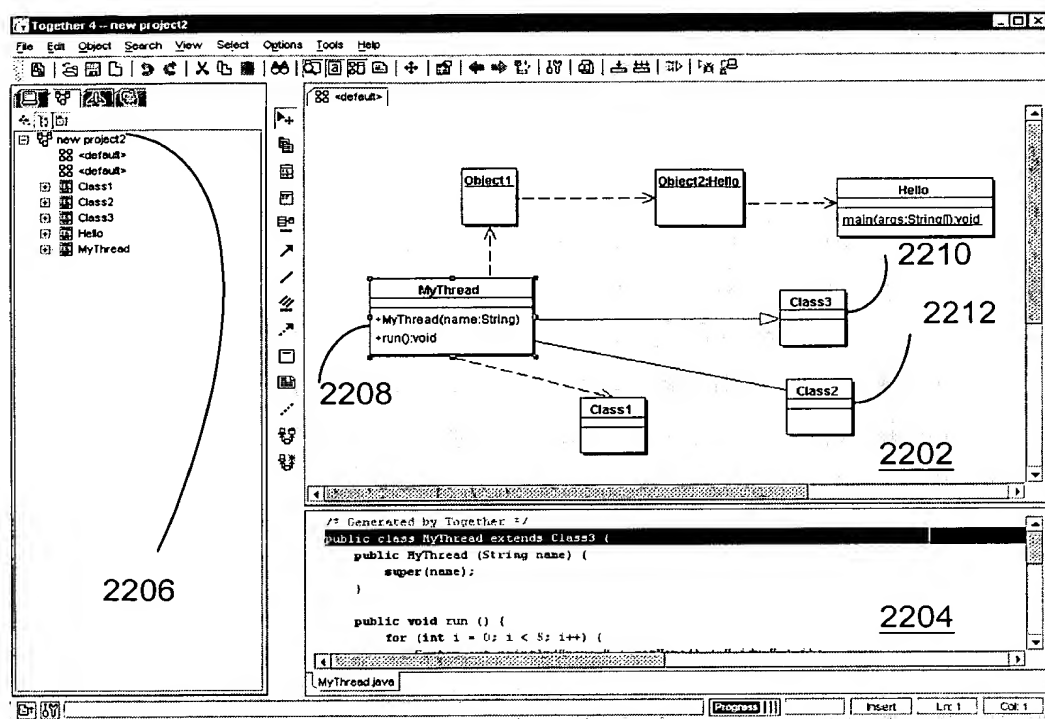 Together 4 -- new project2
File Edit Object Search View Select Options Tools Help
<default>
new project2
<default>
<default>
Class1
Class2
Class3
Hello
MyThread
Object1
Object2:Hello
Hello
main(args:String[]):void
2210
MyThread
+MyThread(name:String)
+run():void
Class3
2212
2208
Class1
Class2
2202
/* Generated by Together */
public class MyThread extends Class3 {
public MyThread (String name) {
super(name);
}
public void run () {
for (int i = 0; i < 5; i++) {
2204
2206
MyThread.java
Progress
Insert
Ln: 1
Col: 1